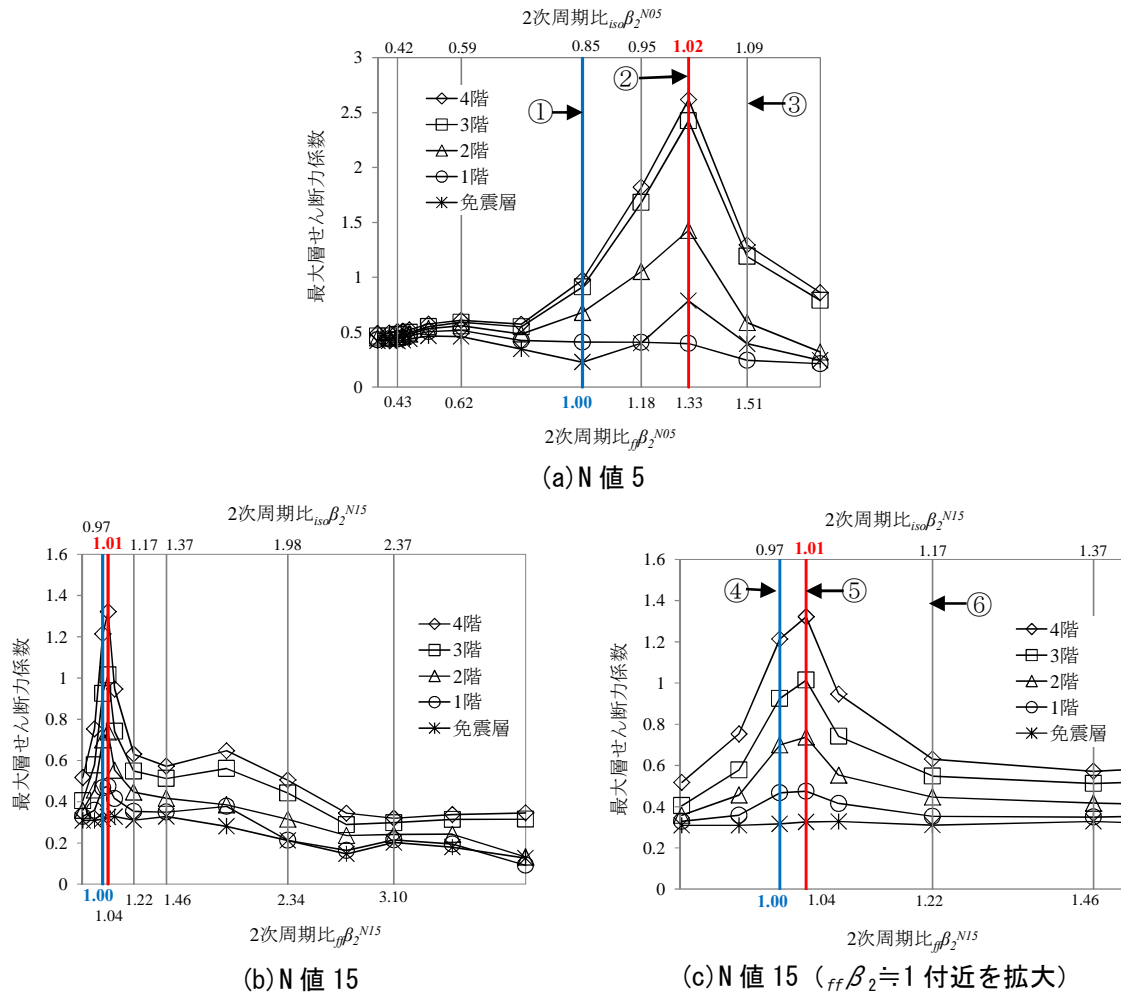 2次周期比isoβ2N05
0.42 0.59 0.85 0.95 1.02 1.09
3
2.5
2
1.5
1
0.5
0
最大層せん断力係数
4階
3階
2階
1階
免震層
①
②
③
0.43 0.62 1.00 1.18 1.33 1.51
2次周期比ffβ2N05
(a)N値5
2次周期比isoβ2N15
0.97
1.01 1.17 1.37 1.98 2.37
1.6
1.4
1.2
1
0.8
0.6
0.4
0.2
0
最大層せん断力係数
4階
3階
2階
1階
免震層
1.00
1.04 1.22 1.46 2.34 3.10
2次周期比ffβ2N15
(b)N値15
2次周期比isoβ2N15
0.97 1.01 1.17 1.37
1.6
1.4
1.2
1
0.8
0.6
0.4
0.2
0
最大層せん断力係数
④
⑤
⑥
4階
3階
2階
1階
免震層
1.00 1.04 1.22 1.46
2次周期比ffβ2N15
(c)N値15(ffβ2≒1付近を拡大)